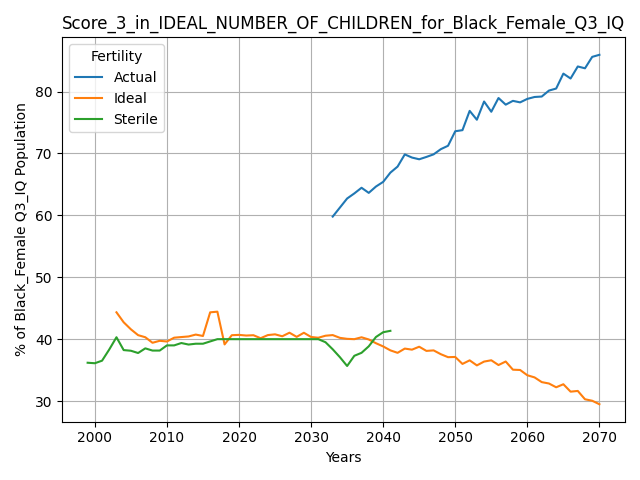 Score_3_in_IDEAL_NUMBER_OF_CHILDREN_for_Black_Female_Q3_IQ
Fertility
Actual
Ideal
Sterile
% of Black_Female Q3_IQ Population
80
70
60
50
40
30
2000 2010 2020 2030 2040 2050 2060 2070
Years